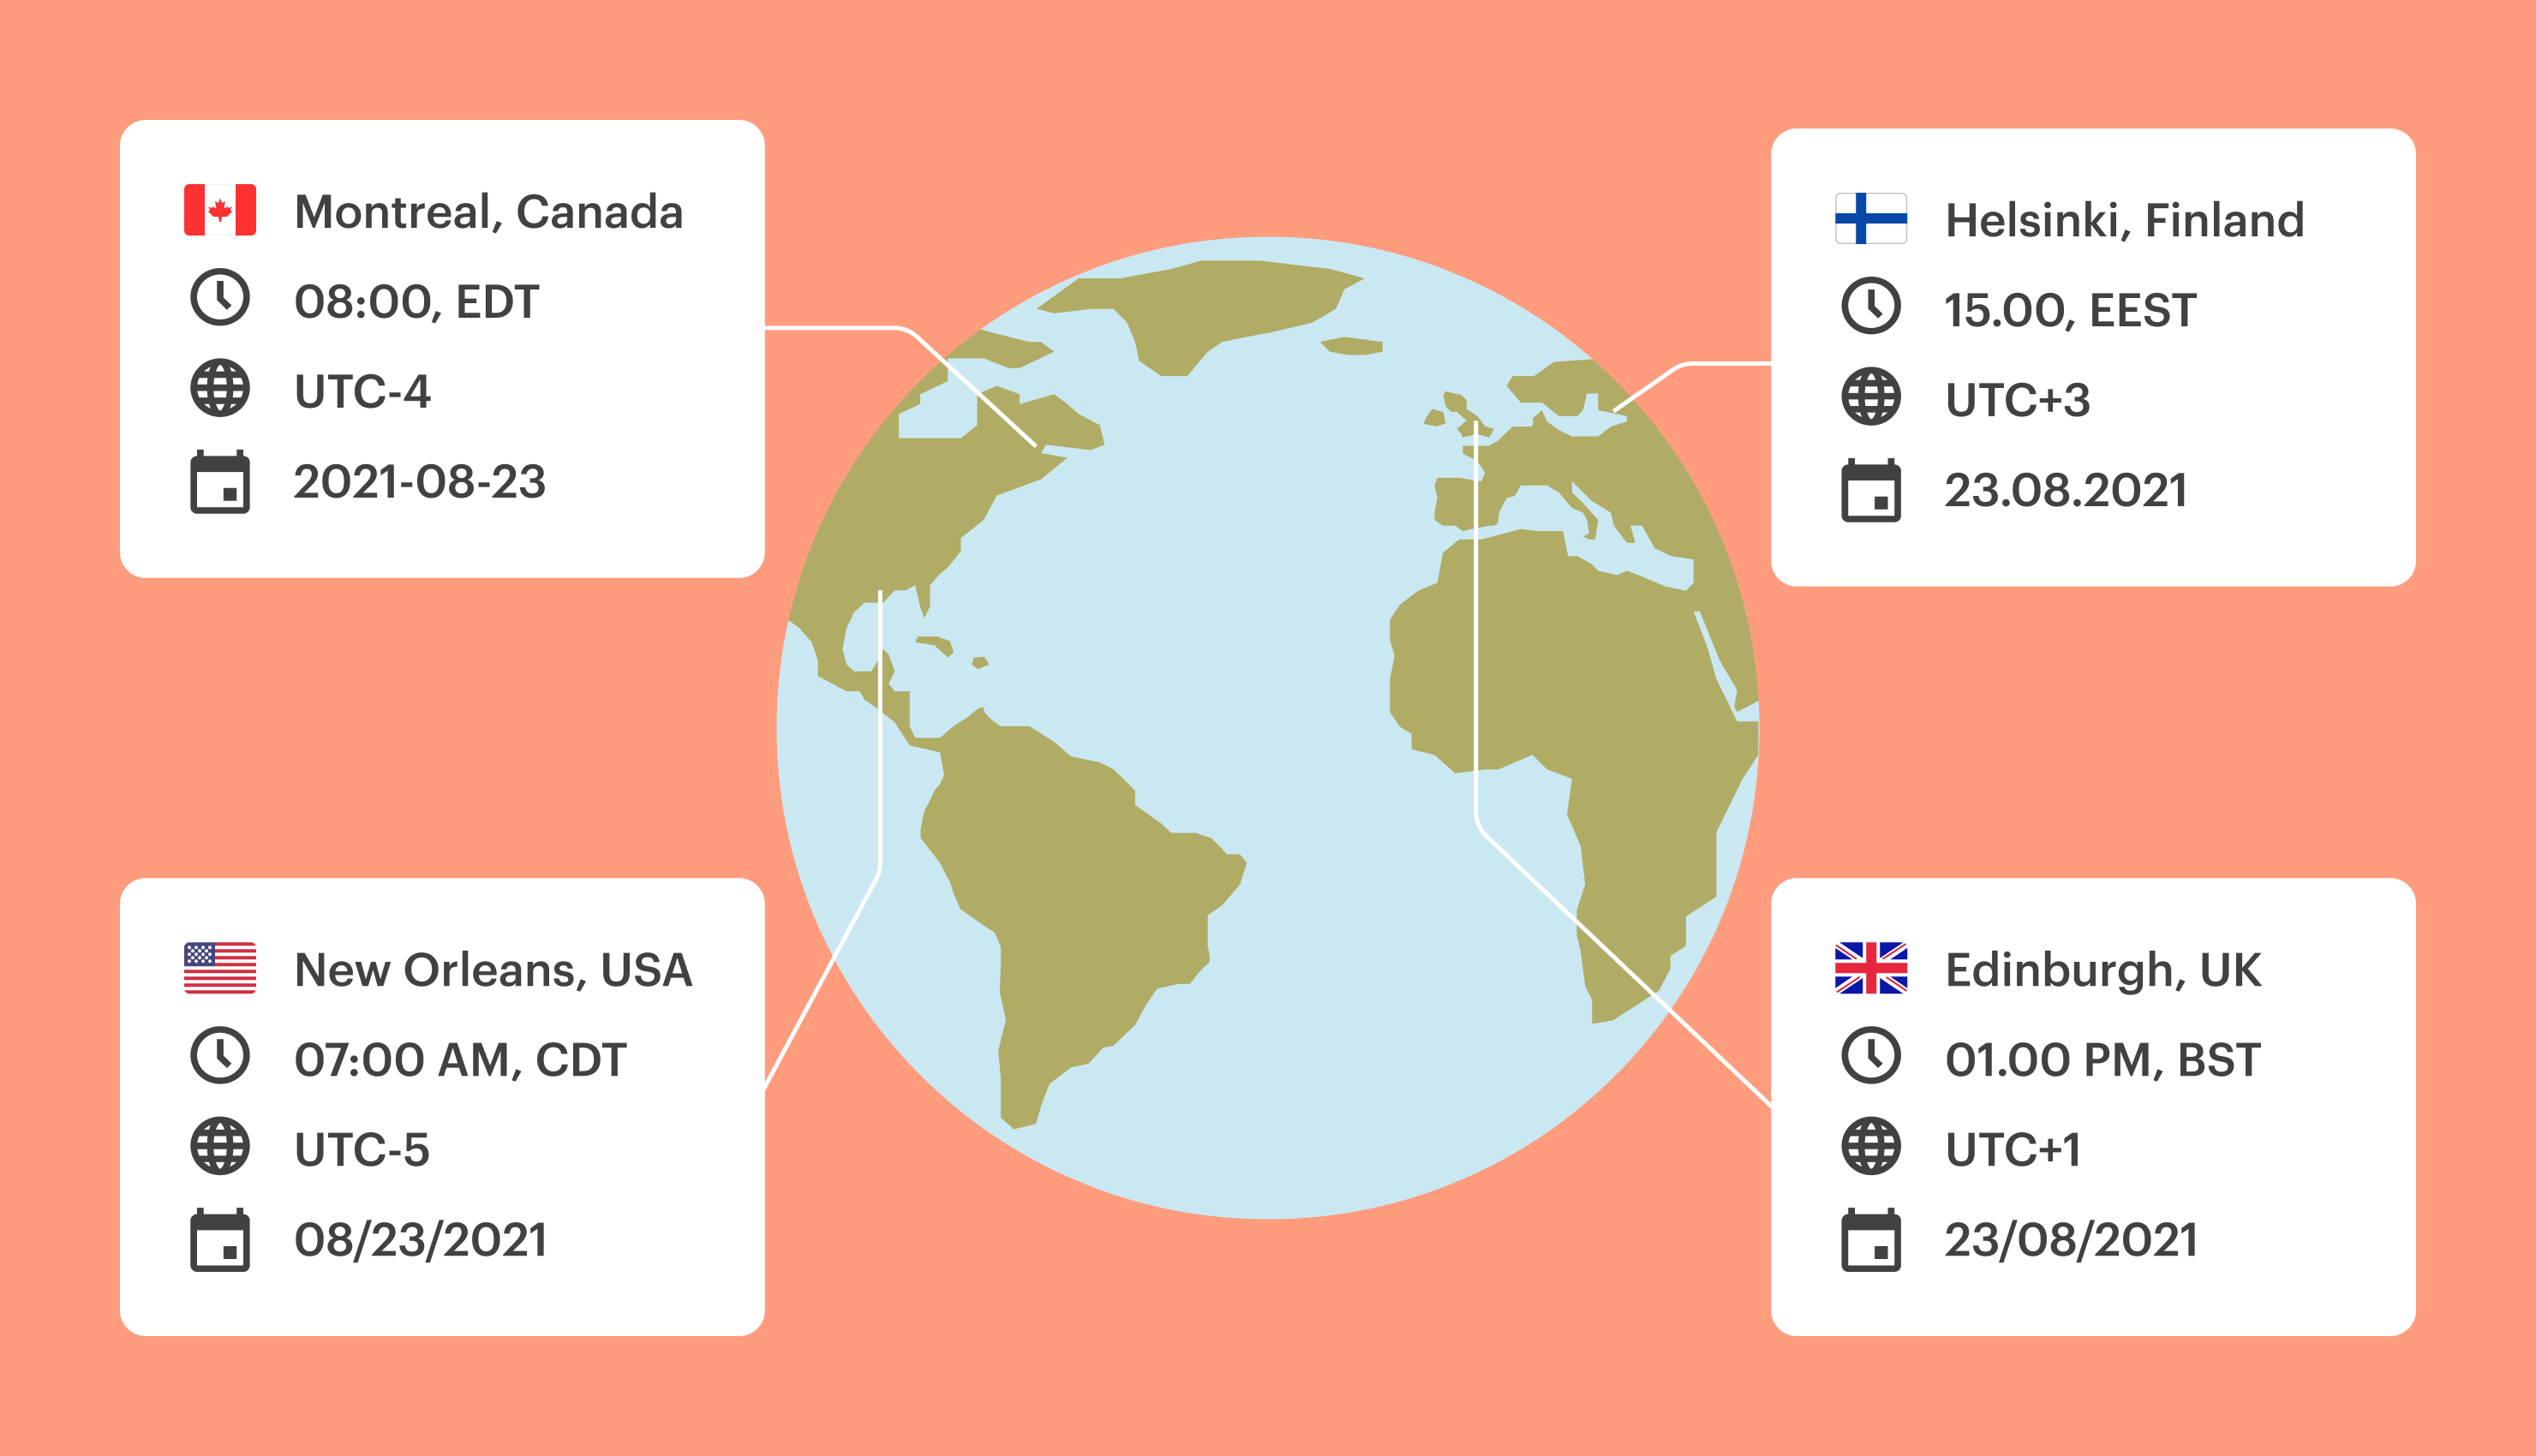 Montreal, Canada
08:00, EDT
UTC-4
2021-08-23
Helsinki, Finland
15.00, EEST
UTC+3
23.08.2021
New Orleans, USA
07:00 AM, CDT
UTC-5
08/23/2021
Edinburgh, UK
01.00 PM, BST
UTC+1
23/08/2021